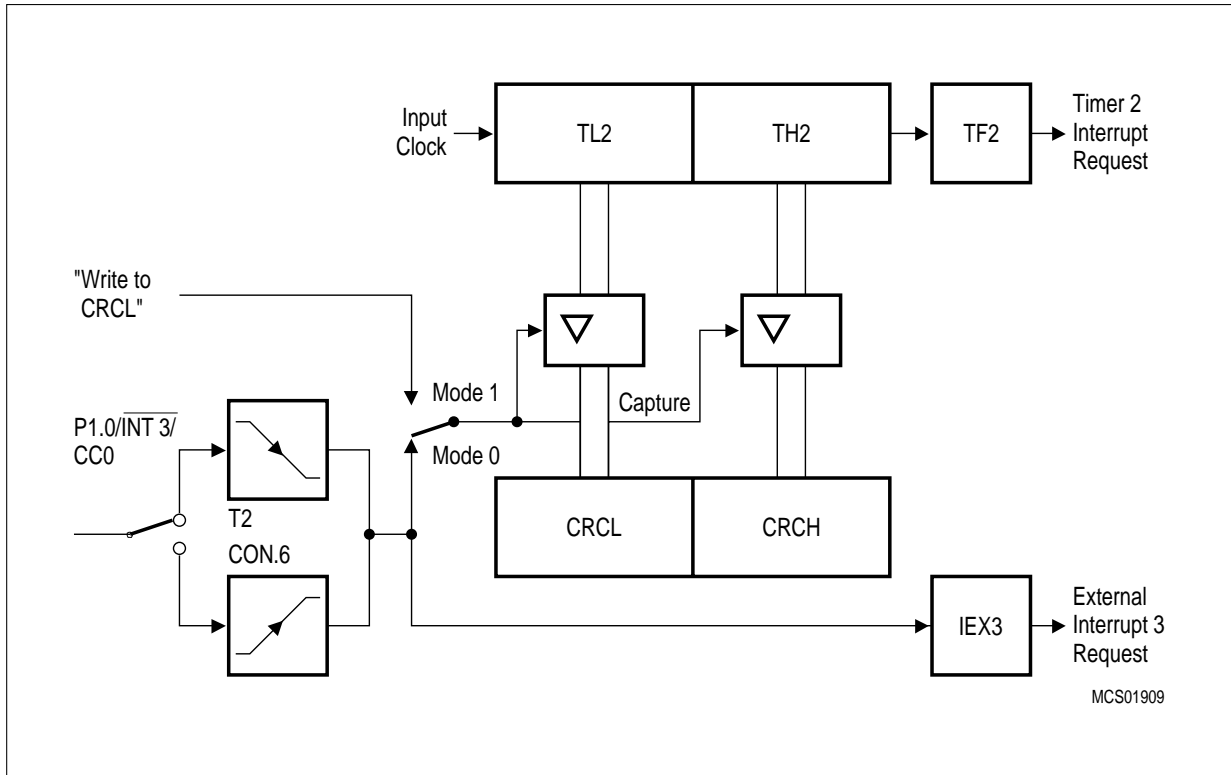 Input
Clock
TL2
TH2
TF2
Timer 2
Interrupt
Request
"Write to
CRCL"
Mode 1
Capture
P1.0/INT 3/
CC0
Mode 0
T2
CON.6
CRCL
CRCH
IEX3
External
Interrupt 3
Request
MCS01909